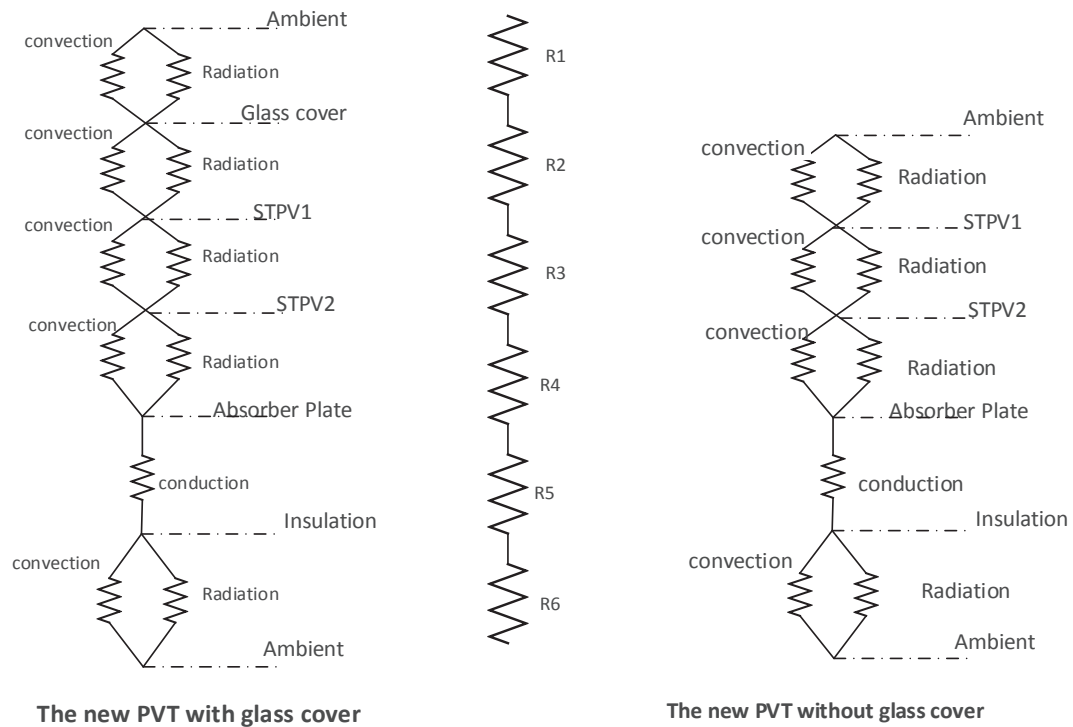 Ambient
convection
Radiation
Glass cover
convection
Radiation
STPV1
convection
Radiation
STPV2
convection
Radiation
Absorber Plate
conduction
Insulation
convection
Radiation
Ambient
The new PVT with glass cover
R1
R2
R3
R4
R5
R6
Ambient
convection
Radiation
STPV1
convection
Radiation
STPV2
convection
Radiation
Absorber Plate
conduction
Insulation
convection
Radiation
Ambient
The new PVT without glass cover